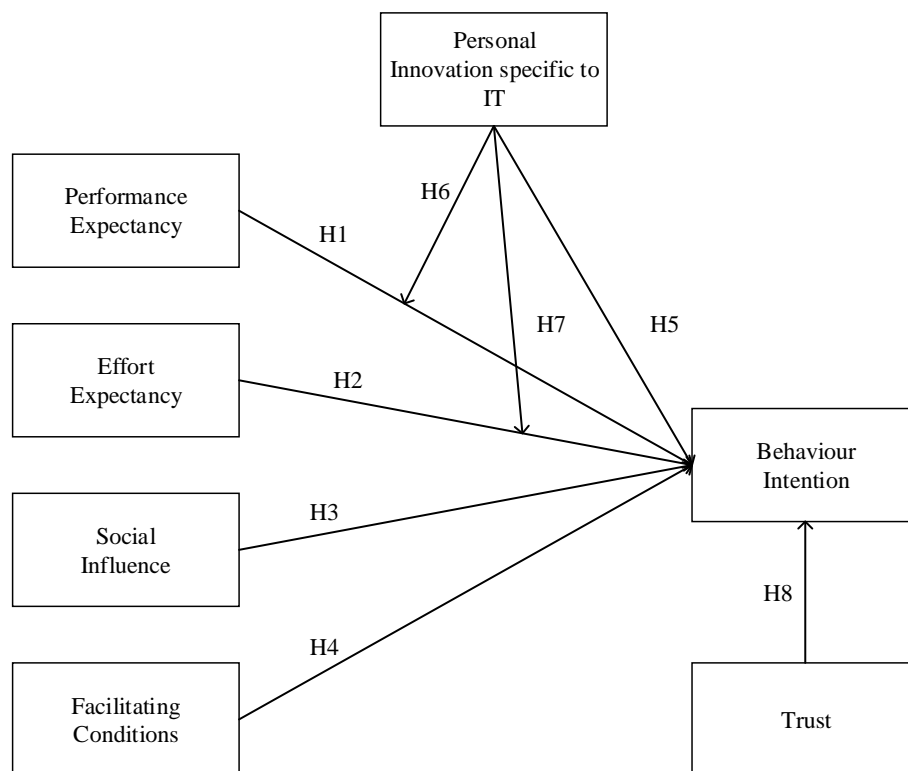 Personal
Innovation specific to
IT
Performance
Expectancy
H6
H1
H7
H5
Effort
Expectancy
H2
Behaviour
Intention
Social
Influence
H3
H8
H4
Facilitating
Conditions
Trust